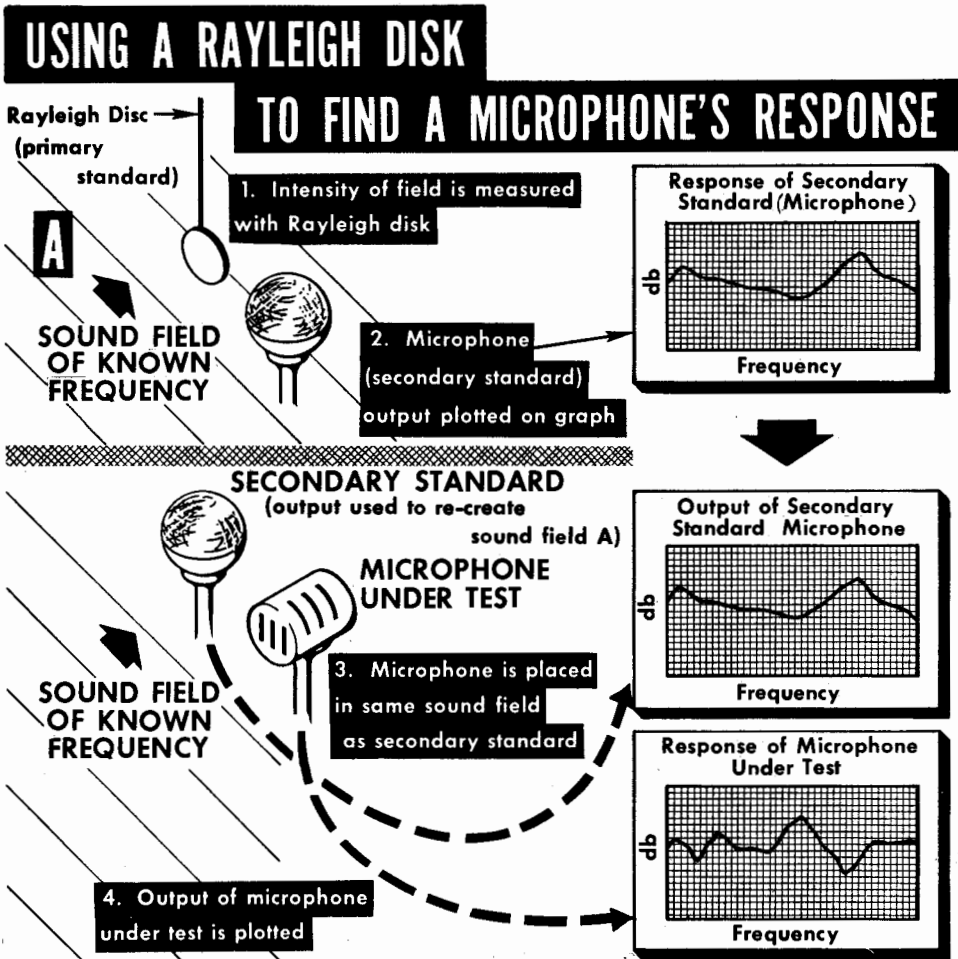 USING A RAYLEIGH DISK
TO FIND A MICROPHONE'S RESPONSE
Rayleigh Disc
(primary
standard)
1. Intensity of field is measured
with Rayleigh disk
A
SOUND FIELD
OF KNOWN
FREQUENCY
2. Microphone
(secondary standard)
output plotted on graph
Response of Secondary
Standard (Microphone)
db
Frequency
SECONDARY STANDARD
(output used to re-create
sound field A)
MICROPHONE
UNDER TEST
SOUND FIELD
OF KNOWN
FREQUENCY
3. Microphone is placed
in same sound field
as secondary standard
Output of Secondary
Standard Microphone
db
Frequency
4. Output of microphone
under test is plotted
Response of Microphone
Under Test
db
Frequency